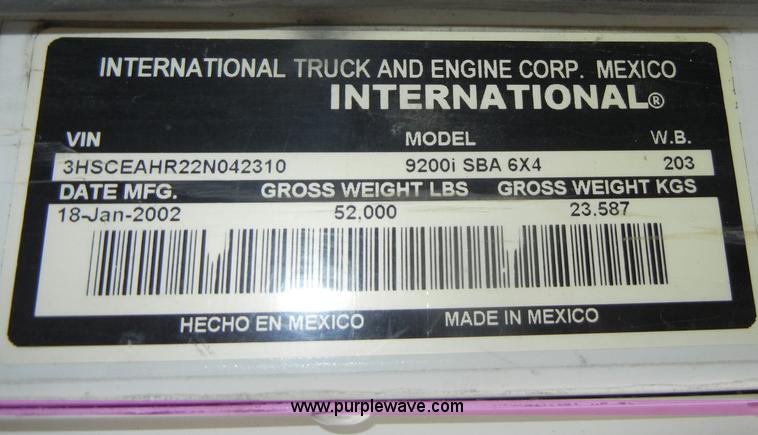 INTERNATIONAL TRUCK AND ENGINE CORP. MEXICO
INTERNATIONAL®
VIN MODEL W.B.
3HSCEAHR22N042310 9200i SBA 6X4 203
DATE MFG. GROSS WEIGHT LBS GROSS WEIGHT KGS
18-Jan-2002 52,000 23.587
HECHO EN MEXICO MADE IN MEXICO
www.purplewave.com